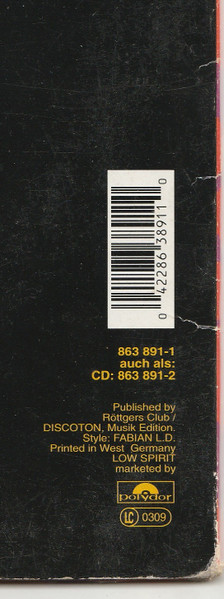 0 42286 38911 0
863 891-1
auch als:
CD: 863 891-2
Published by
Röttgers Club /
DISCOTON, Musik Edition.
Style: FABIAN L.D.
Printed in West Germany
LOW SPIRIT
marketed by
polydor
LC 0309